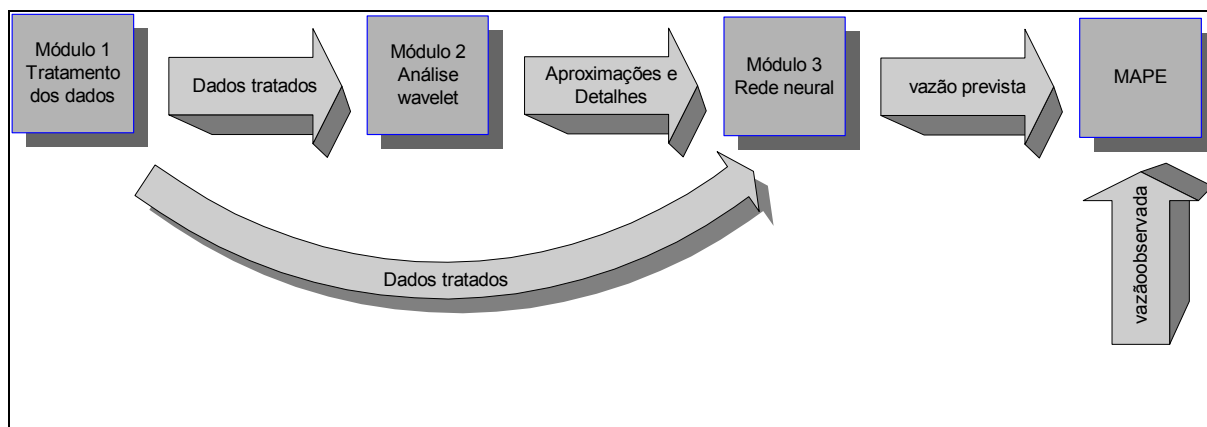 Módulo 1
Tratamento
dos dados
Dados tratados
Módulo 2
Análise
wavelet
Aproximações e
Detalhes
Módulo 3
Rede neural
vazão prevista
MAPE
Dados tratados
vazãoobservada